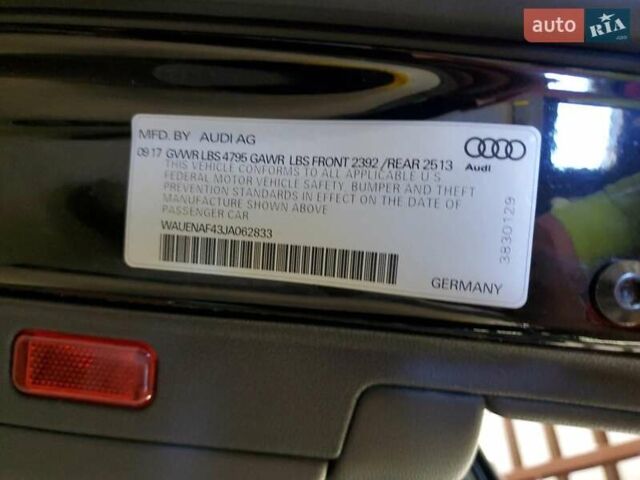 auto RIA .com
MFD. BY AUDI AG
09 17 GVWR LBS 4795 GAWR LBS FRONT 2392 / REAR 2513
THIS VEHICLE CONFORMS TO ALL APPLICABLE U.S.
FEDERAL MOTOR VEHICLE SAFETY, BUMPER AND THEFT
PREVENTION STANDARDS IN EFFECT ON THE DATE OF
MANUFACTURE SHOWN ABOVE
PASSENGER CAR
WAUENAF43JA062833
Audi
3830129
GERMANY